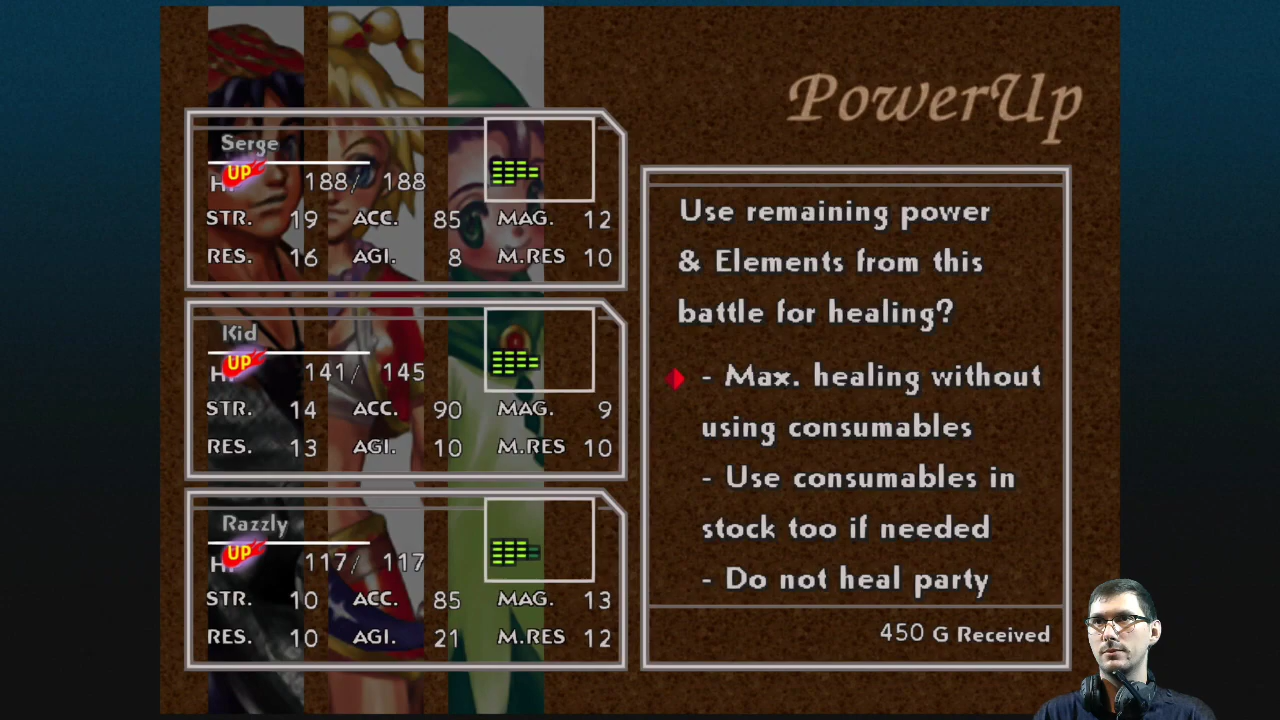 PowerUp
Serge
UP
188/ 188
STR. 19 ACC. 85 MAG. 12
RES. 16 AGI. 8 M.RES 10
Kid
UP
141/ 145
STR. 14 ACC. 90 MAG. 9
RES. 13 AGI. 10 M.RES 10
Razzly
UP
117/ 117
STR. 10 ACC. 85 MAG. 13
RES. 10 AGI. 21 M.RES 12
Use remaining power
& Elements from this
battle for healing?
- Max. healing without
using consumables
- Use consumables in
stock too if needed
- Do not heal party
450 G Received